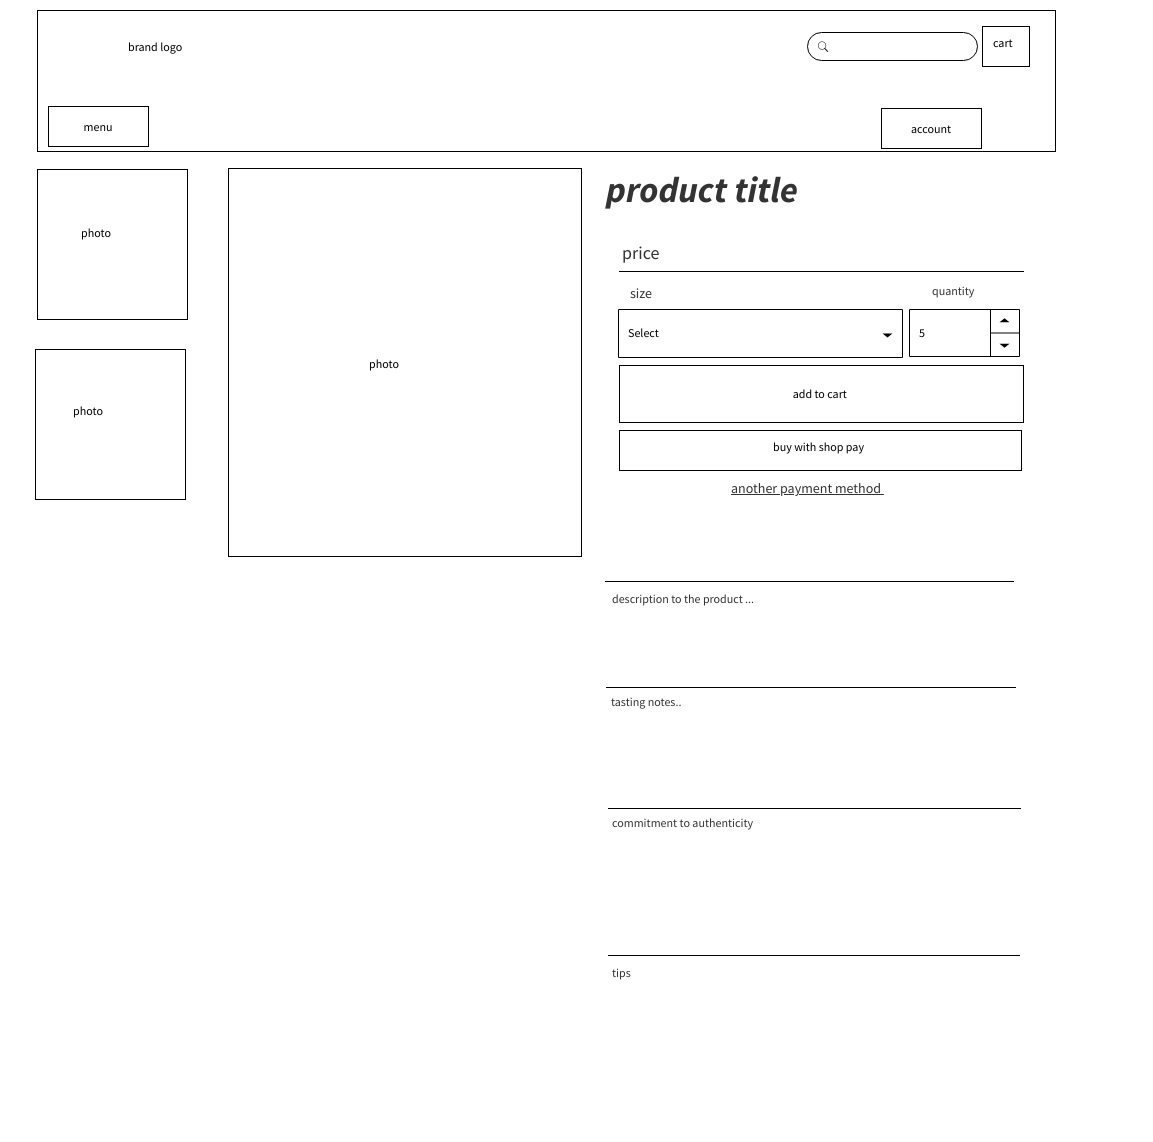 brand logo
cart
menu
account
photo
photo
photo
product title
price
size
quantity
Select
5
add to cart
buy with shop pay
another payment method
description to the product ...
tasting notes..
commitment to authenticity
tips